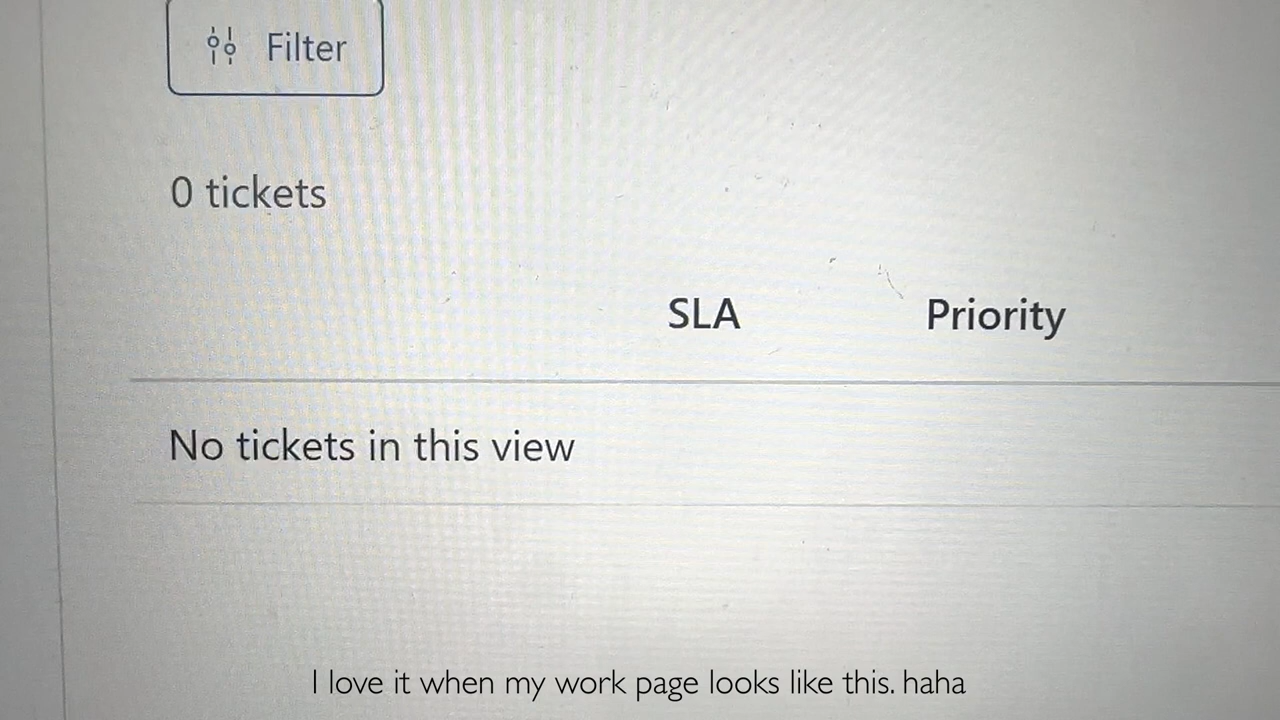 Filter
0 tickets
SLA Priority
No tickets in this view
I love it when my work page looks like this. haha